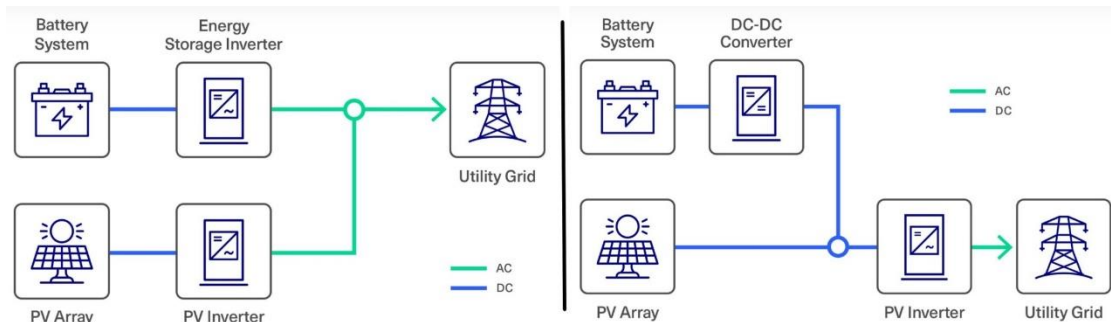 Battery
System
Energy
Storage Inverter
Utility Grid
PV Array
PV Inverter
AC
DC
Battery
System
DC-DC
Converter
AC
DC
PV Array
PV Inverter
Utility Grid